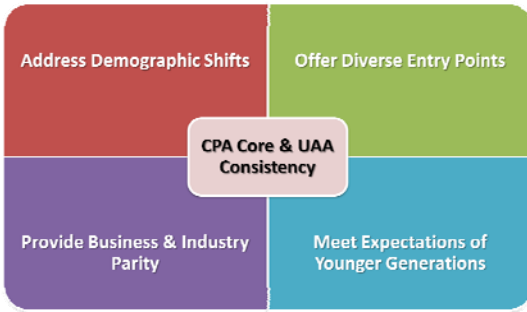 Address Demographic Shifts
Offer Diverse Entry Points
CPA Core & UAA
Consistency
Provide Business & Industry
Parity
Meet Expectations of
Younger Generations